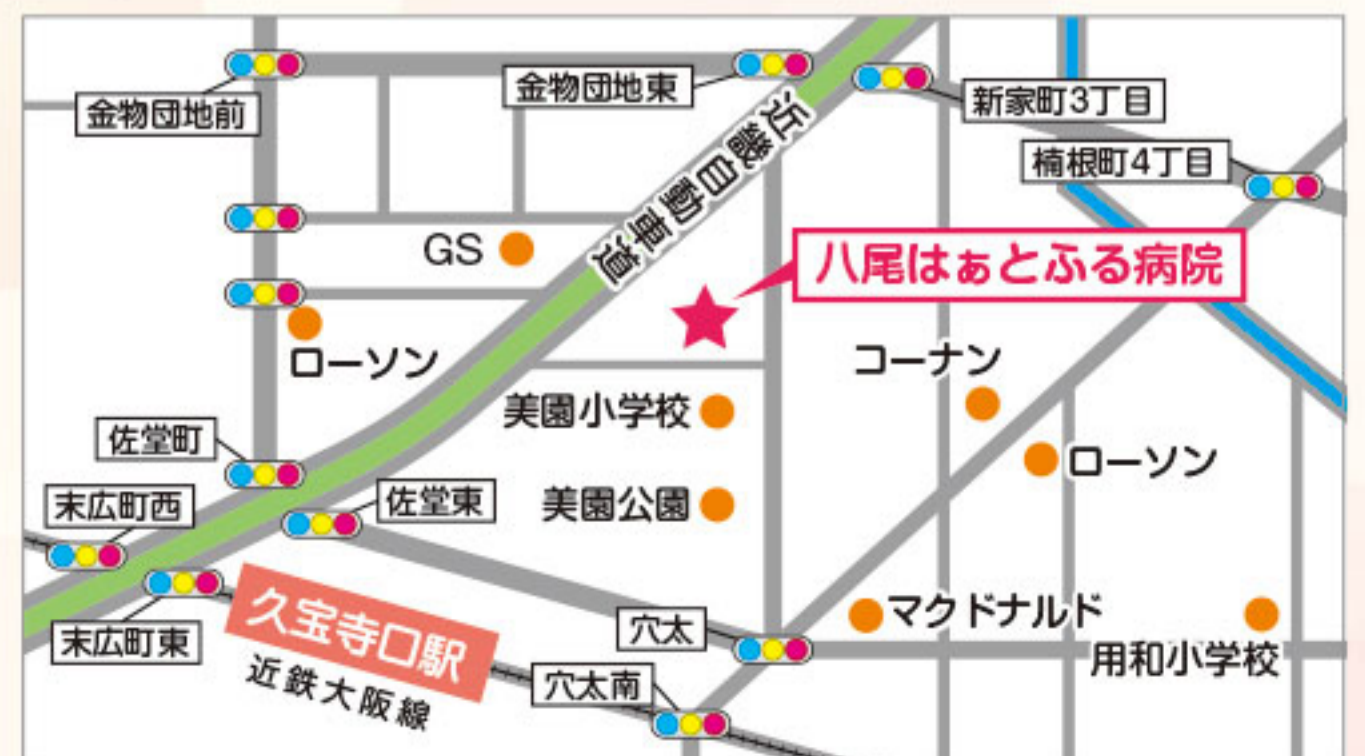 金物団地前
金物団地東
新家町3丁目
楠根町4丁目
近畿自動車道
GS
八尾はぁとふる病院
ローソン
コーナン
美園小学校
佐堂町
ローソン
末広町西
佐堂東
美園公園
末広町東
久宝寺口駅
近鉄大阪線
穴太
マクドナルド
用和小学校
穴太南